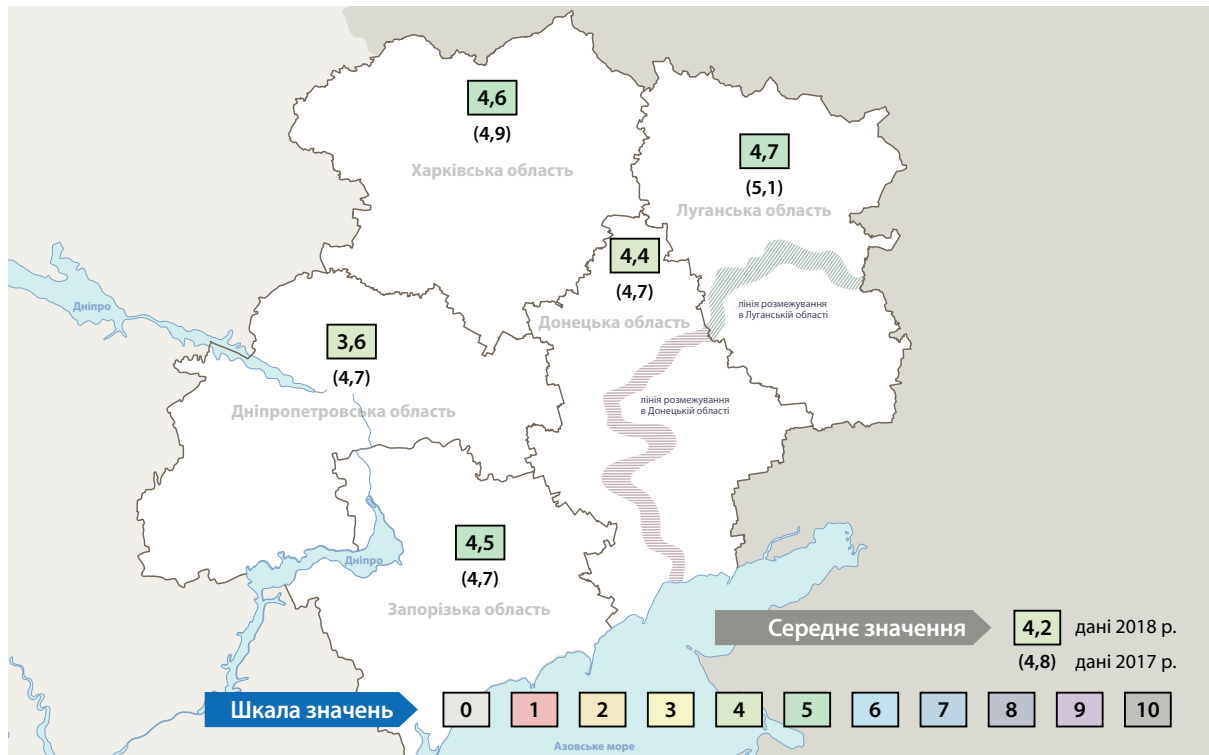 4,6
(4,9)
Харківська область
4,7
(5,1)
Луганська область
4,4
(4,7)
Донецька область
лінія розмежування
в Луганській області
Дніпро
3,6
(4,7)
Дніпропетровська область
лінія розмежування
в Донецькій області
4,5
(4,7)
Запорізька область
Дніпро
Середнє значення
4,2 дані 2018 р.
(4,8) дані 2017 р.
Шкала значень 0 1 2 3 4 5 6 7 8 9 10
Азовське море